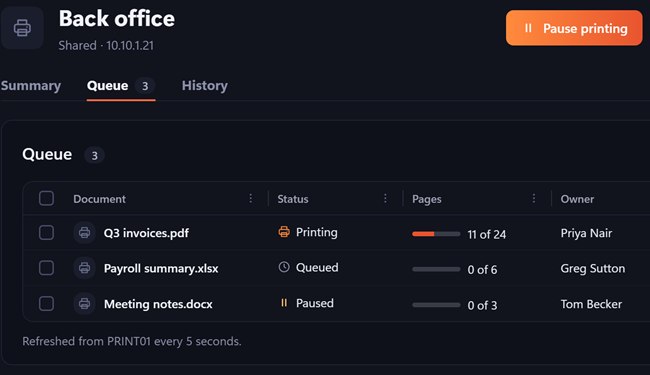 Back office
Shared · 10.10.1.21
Pause printing
Summary Queue 3 History
Queue 3
Document Status Pages Owner
Q3 invoices.pdf Printing 11 of 24 Priya Nair
Payroll summary.xlsx Queued 0 of 6 Greg Sutton
Meeting notes.docx Paused 0 of 3 Tom Becker
Refreshed from PRINT01 every 5 seconds.